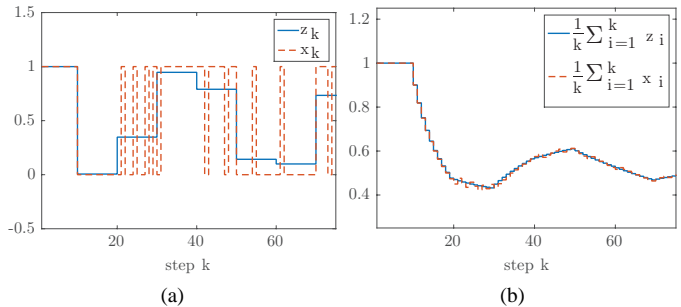 1.5
1
0.5
0
-0.5
20 40 60
step k
z k
x k
(a)
1.2
1
0.8
0.6
0.4
20 40 60
step k
1/k ∑ k i=1 z i
1/k ∑ k i=1 x i
(b)